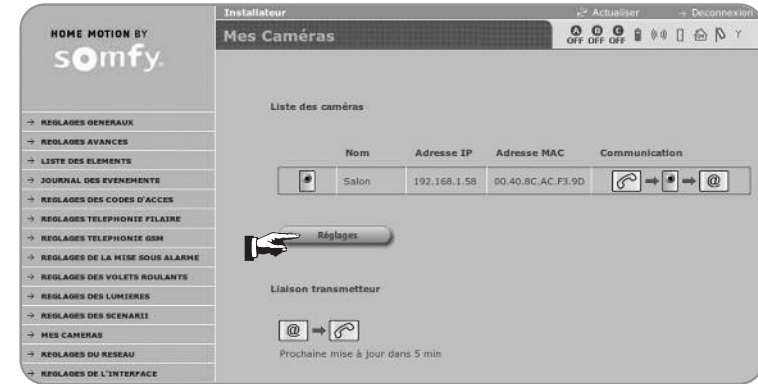 HOME MOTION BY
somfy.
→ REGLAGES GENERAUX
→ REGLAGES AVANCES
→ LISTE DES ELEMENTS
→ JOURNAL DES EVENEMENTS
→ REGLAGES DES CODES D'ACCES
→ REGLAGES TELEPHONIE FILAIRE
→ REGLAGES TELEPHONIE GSM
→ REGLAGES DE LA MISE SOUS ALARME
→ REGLAGES DES VOLETS ROULANTS
→ REGLAGES DES LUMIERES
→ REGLAGES DES SCENARII
→ MES CAMERAS
→ REGLAGES DU RESEAU
→ REGLAGES DE L'INTERFACE
Installateur Actualiser → Deconnexion
Mes Caméras
OFF OFF OFF
Liste des caméras
Nom Adresse IP Adresse MAC Communication
Salon 192.168.1.58 00.40.8C.AC.F3.9D @
Réglages
Liaison transmetteur
@
Prochaine mise à jour dans 5 min